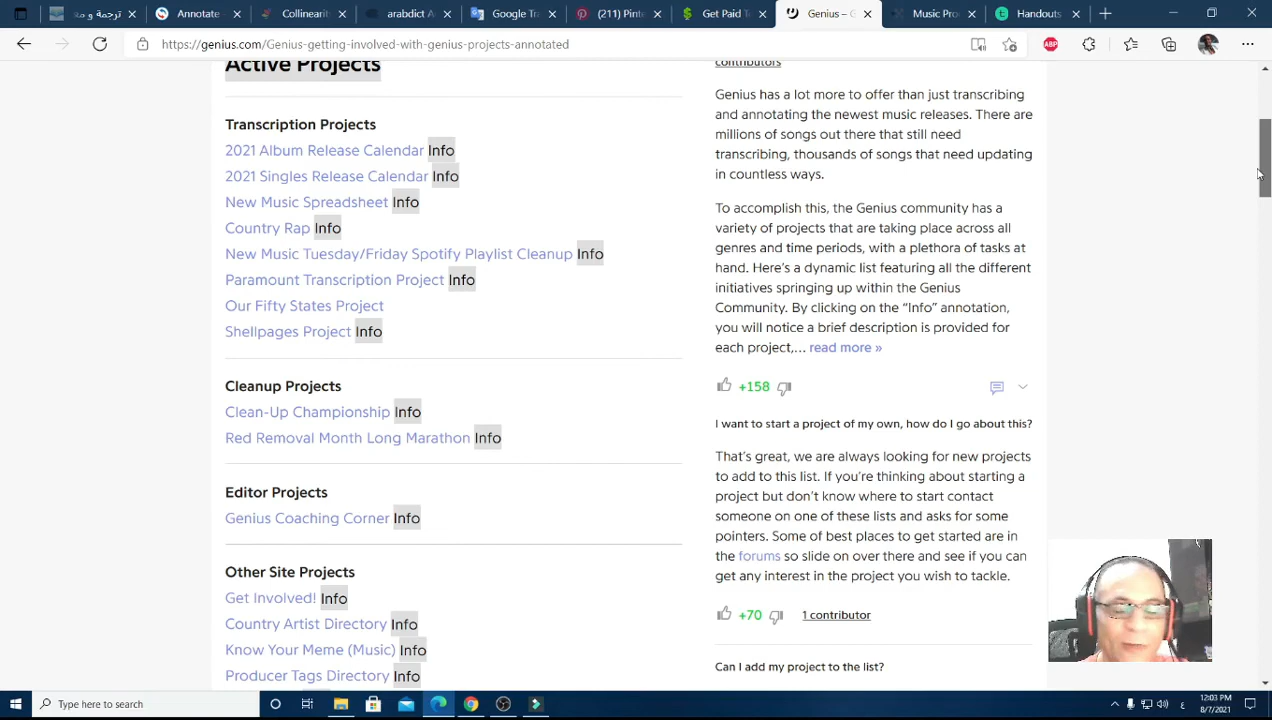 ترجمة و مع
Annotate
Collinearit
arabdict A
Google Tra
(211) Pinte
Get Paid T
Genius – G
Music Pro
Handouts
https://genius.com/Genius-getting-involved-with-genius-projects-annotated
ABP
Active Projects
Transcription Projects
2021 Album Release Calendar Info
2021 Singles Release Calendar Info
New Music Spreadsheet Info
Country Rap Info
New Music Tuesday/Friday Spotify Playlist Cleanup Info
Paramount Transcription Project Info
Our Fifty States Project
Shellpages Project Info
Cleanup Projects
Clean-Up Championship Info
Red Removal Month Long Marathon Info
Editor Projects
Genius Coaching Corner Info
Other Site Projects
Get Involved! Info
Country Artist Directory Info
Know Your Meme (Music) Info
Producer Tags Directory Info
contributors
Genius has a lot more to offer than just transcribing
and annotating the newest music releases. There are
millions of songs out there that still need
transcribing, thousands of songs that need updating
in countless ways.
To accomplish this, the Genius community has a
variety of projects that are taking place across all
genres and time periods, with a plethora of tasks at
hand. Here's a dynamic list featuring all the different
initiatives springing up within the Genius
Community. By clicking on the “Info” annotation,
you will notice a brief description is provided for
each project,… read more »
+158
I want to start a project of my own, how do I go about this?
That's great, we are always looking for new projects
to add to this list. If you're thinking about starting a
project but don't know where to start contact
someone on one of these lists and asks for some
pointers. Some of best places to get started are in
the forums so slide on over there and see if you can
get any interest in the project you wish to tackle.
+70 1 contributor
Can I add my project to the list?
Type here to search
ع
12:03 PM
8/7/2021